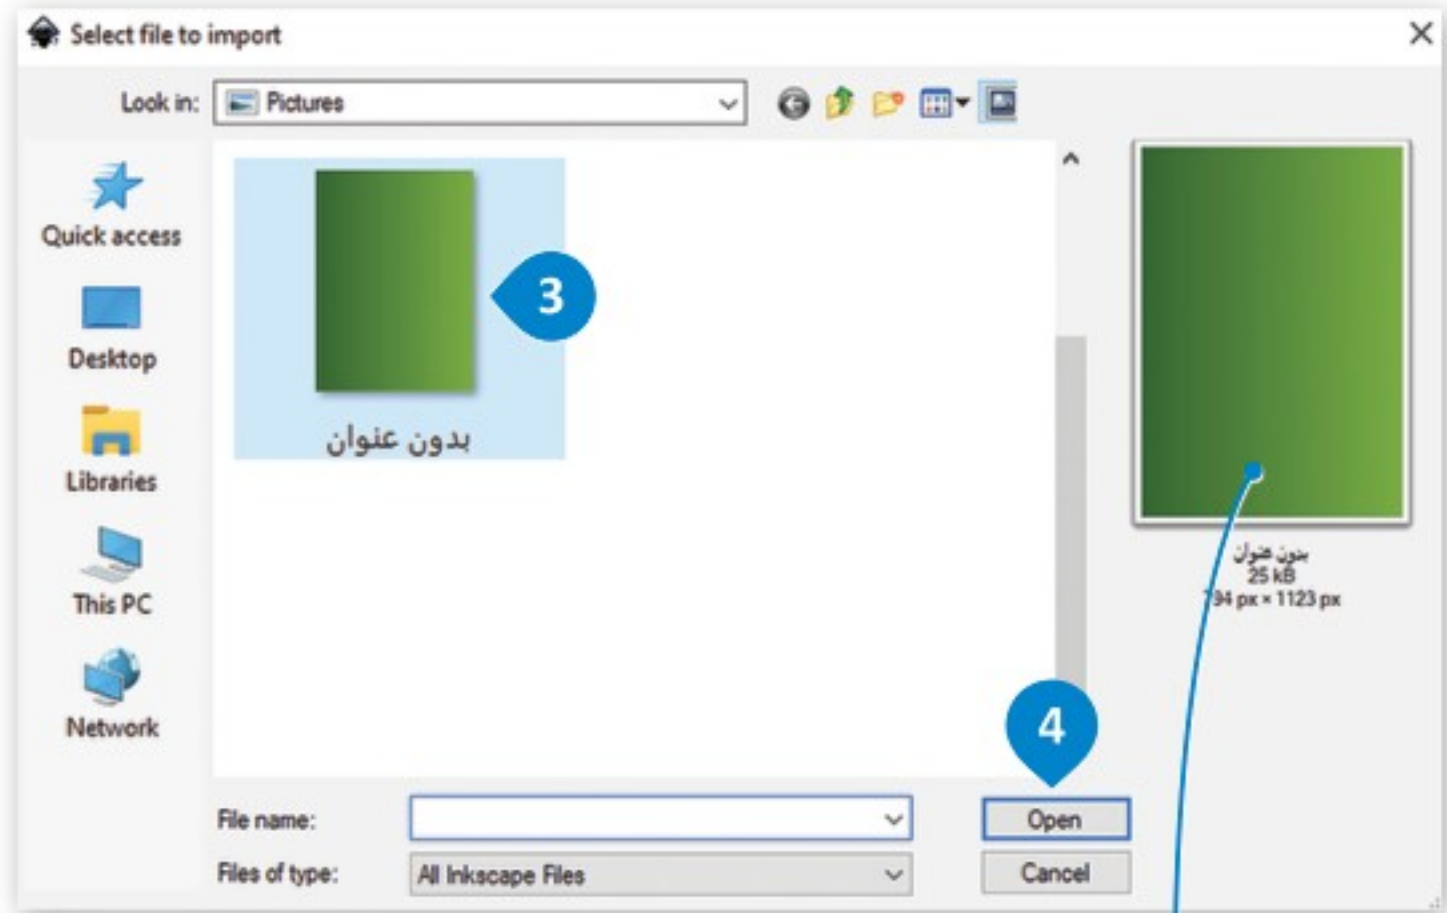 Select file to import
Look in: Pictures
Quick access
Desktop
Libraries
This PC
Network
3
بدون عنوان
بدون عنوان
25 kB
94 px × 1123 px
4
File name:
Open
Files of type: All Inkscape Files
Cancel